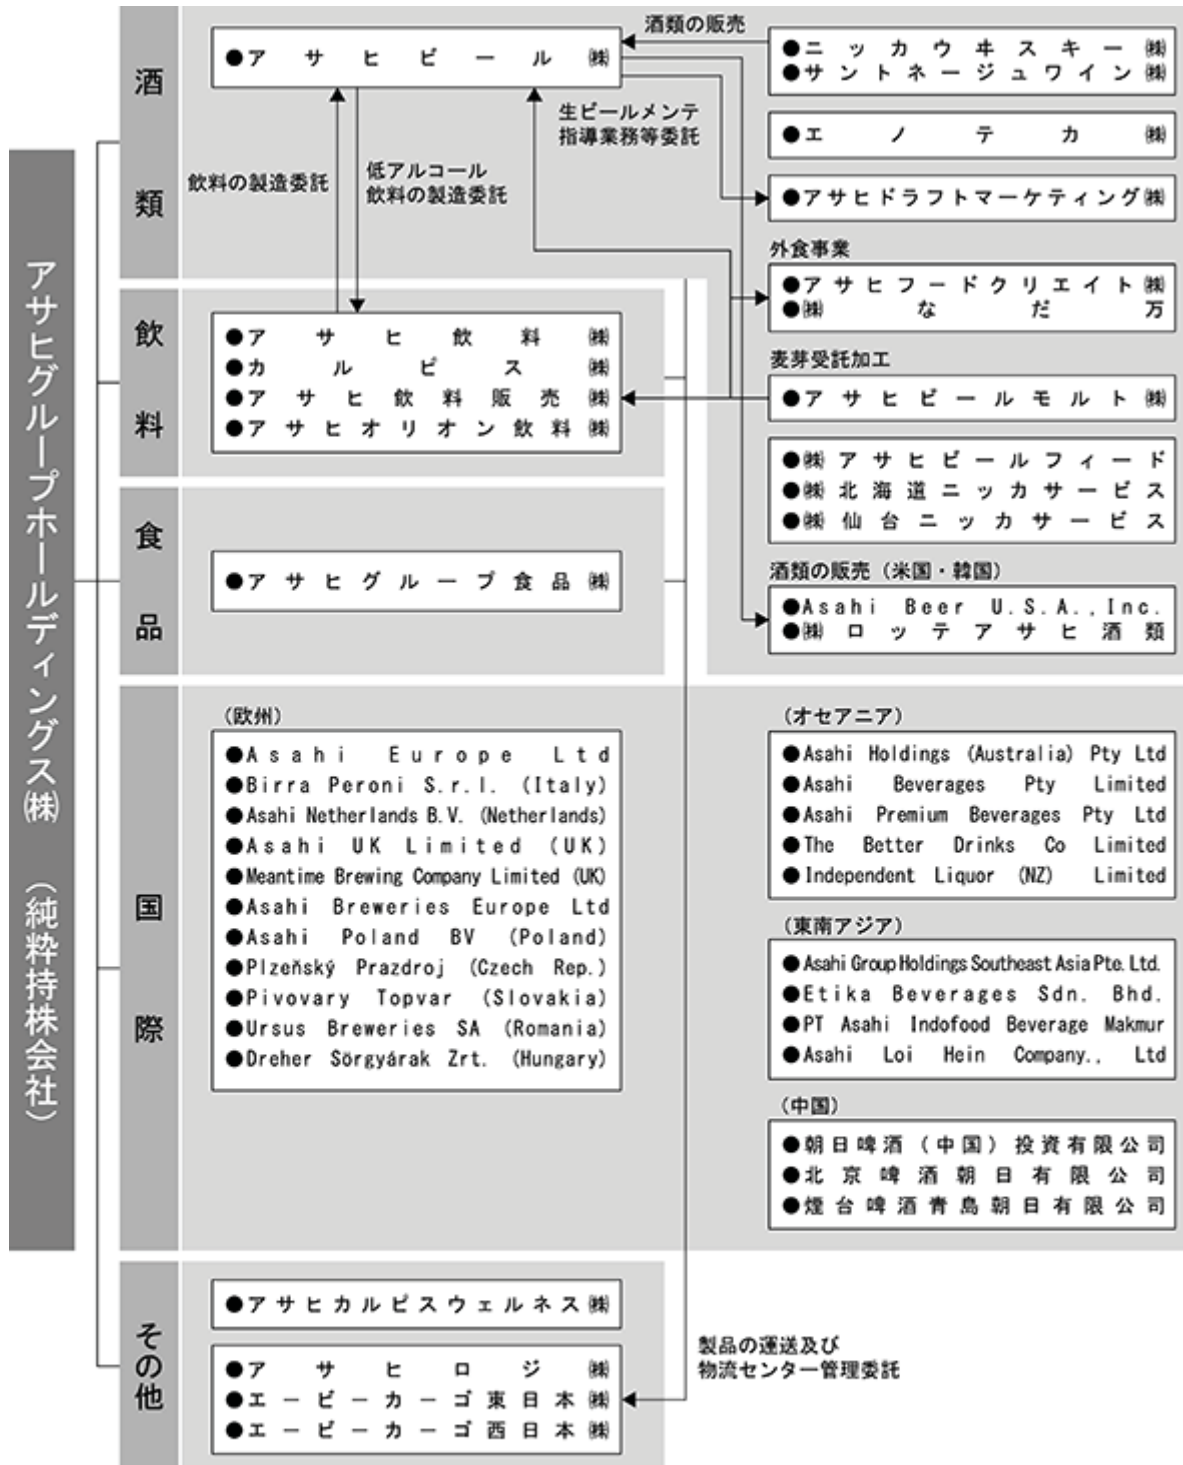 アサヒグループホールディングス㈱ （純粋持株会社）
酒類
●アサヒビール㈱
酒類の販売
●ニッカウヰスキー㈱
●サントネージュワイン㈱
生ビールメンテ
指導業務等委託
●エノテカ㈱
飲料の製造委託
低アルコール
飲料の製造委託
●アサヒドラフトマーケティング㈱
外食事業
●アサヒフードクリエイト㈱
●㈱なだ万
麦芽受託加工
●アサヒビールモルト㈱
●㈱アサヒビールフィード
●㈱北海道ニッカサービス
●㈱仙台ニッカサービス
酒類の販売（米国・韓国）
●Asahi Beer U.S.A.,Inc.
●㈱ロッテアサヒ酒類
飲料
●アサヒ飲料㈱
●カルピス㈱
●アサヒ飲料販売㈱
●アサヒオリオン飲料㈱
食品
●アサヒグループ食品㈱
国際
（欧州）
●Asahi Europe Ltd
●Birra Peroni S.r.l. (Italy)
●Asahi Netherlands B.V. (Netherlands)
●Asahi UK Limited (UK)
●Meantime Brewing Company Limited (UK)
●Asahi Breweries Europe Ltd
●Asahi Poland BV (Poland)
●Plzeňský Prazdroj (Czech Rep.)
●Pivovary Topvar (Slovakia)
●Ursus Breweries SA (Romania)
●Dreher Sörgyárak Zrt. (Hungary)
（オセアニア）
●Asahi Holdings (Australia) Pty Ltd
●Asahi Beverages Pty Limited
●Asahi Premium Beverages Pty Ltd
●The Better Drinks Co Limited
●Independent Liquor (NZ) Limited
（東南アジア）
●Asahi Group Holdings Southeast Asia Pte. Ltd.
●Etika Beverages Sdn. Bhd.
●PT Asahi Indofood Beverage Makmur
●Asahi Loi Hein Company., Ltd
（中国）
●朝日啤酒（中国）投資有限公司
●北京啤酒朝日有限公司
●煙台啤酒青島朝日有限公司
その他
●アサヒカルピスウェルネス㈱
●アサヒロジ㈱
●エービーカーゴ東日本㈱
●エービーカーゴ西日本㈱
製品の運送及び
物流センター管理委託